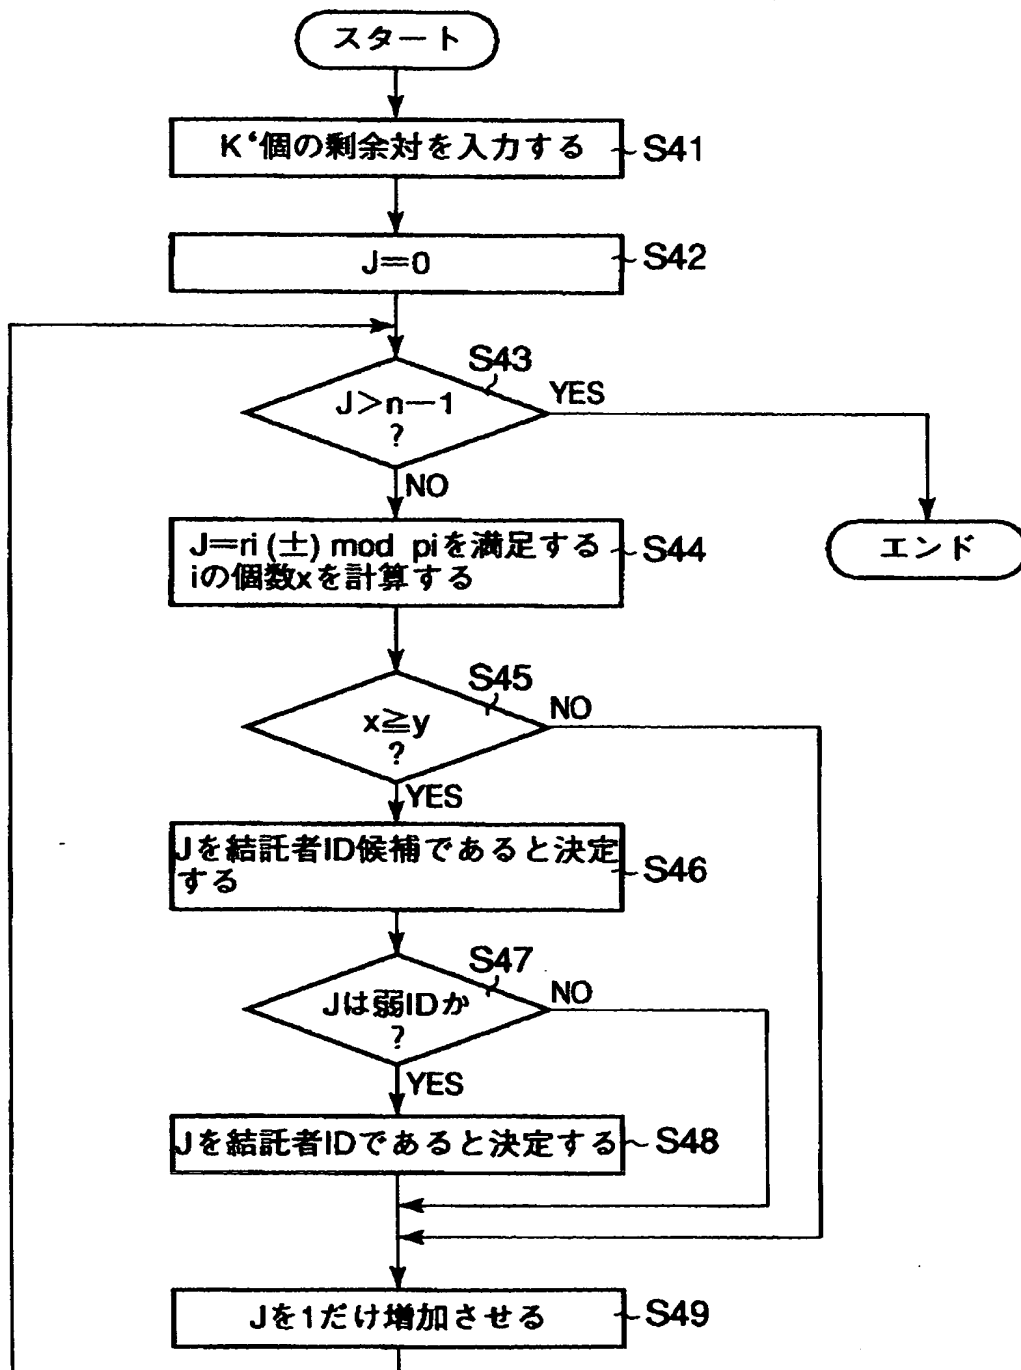 スタート
K‘個の剰余対を入力する
S41
J=0
S42
S43
J>n-1
?
YES
NO
J=ri(±) mod piを満足する
iの個数xを計算する
S44
エンド
S45
x≧y
?
NO
YES
Jを結託者ID候補であると決定
する
S46
S47
Jは弱IDか
?
NO
YES
Jを結託者IDであると決定する
S48
Jを1だけ増加させる
S49